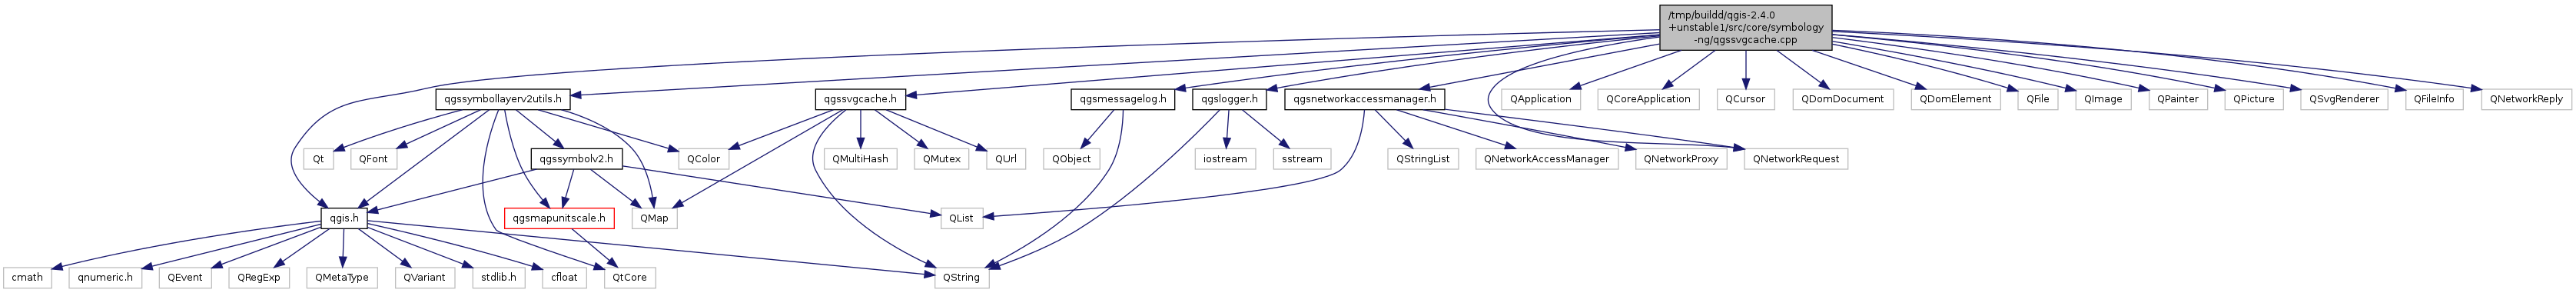 /tmp/buildd/qgis-2.4.0
+unstable1/src/core/symbology
-ng/qgssvgcache.cpp
qgssymbollayerv2utils.h
qgssvgcache.h
qgsmessagelog.h
qgslogger.h
qgsnetworkaccessmanager.h
QApplication
QCoreApplication
QCursor
QDomDocument
QDomElement
QFile
QImage
QPainter
QPicture
QSvgRenderer
QFileInfo
QNetworkReply
Qt
QFont
qgssymbolv2.h
QColor
QMultiHash
QMutex
QUrl
QObject
iostream
sstream
QStringList
QNetworkAccessManager
QNetworkProxy
QNetworkRequest
qgis.h
qgsmapunitscale.h
QMap
QList
cmath
qnumeric.h
QEvent
QRegExp
QMetaType
QVariant
stdlib.h
cfloat
QtCore
QString